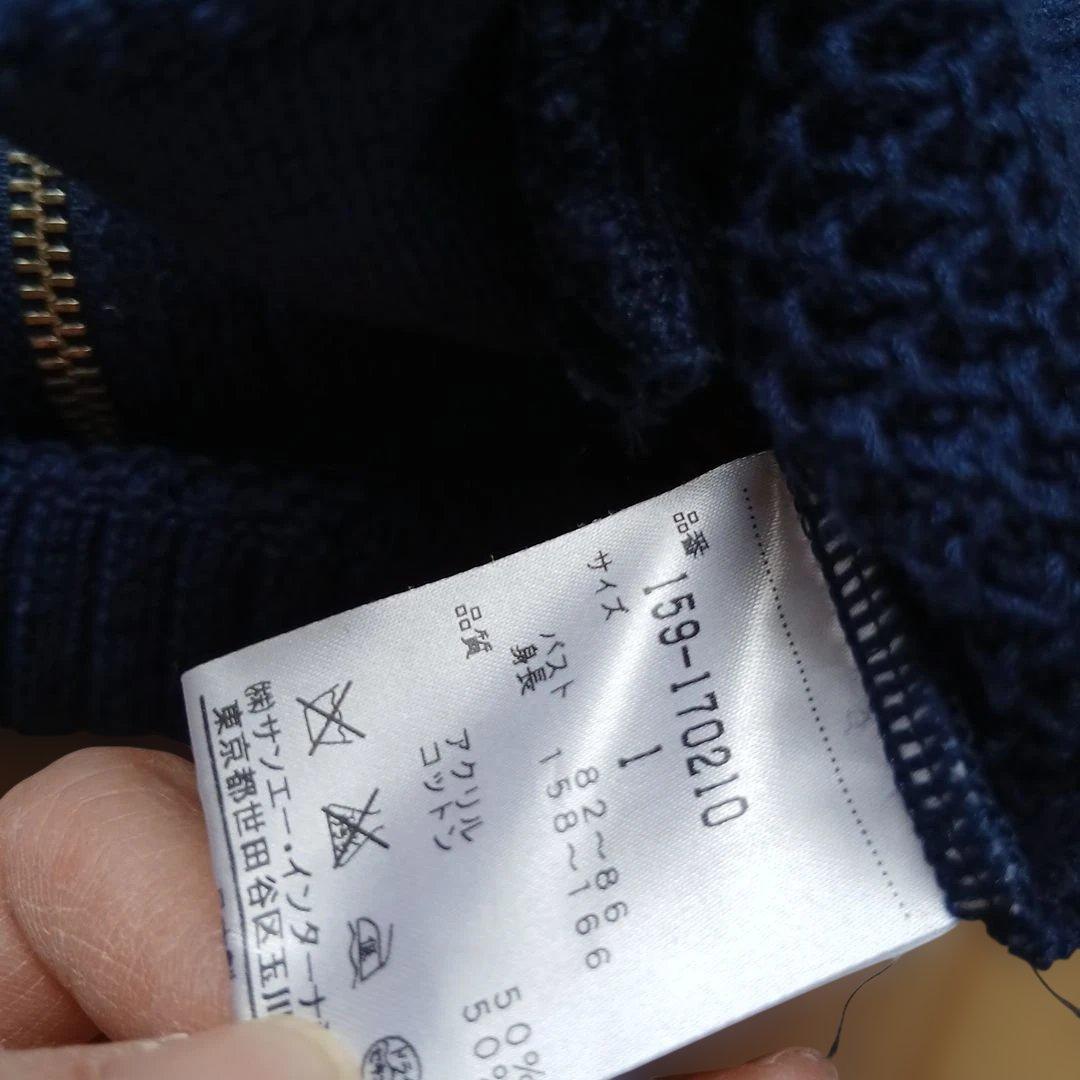 品番 159-170210
サイズ 1
バスト 82〜86
身長 158〜166
品質
アクリル 50%
コットン 50%
㈱サンエー・インターナ
東京都世田谷区玉川